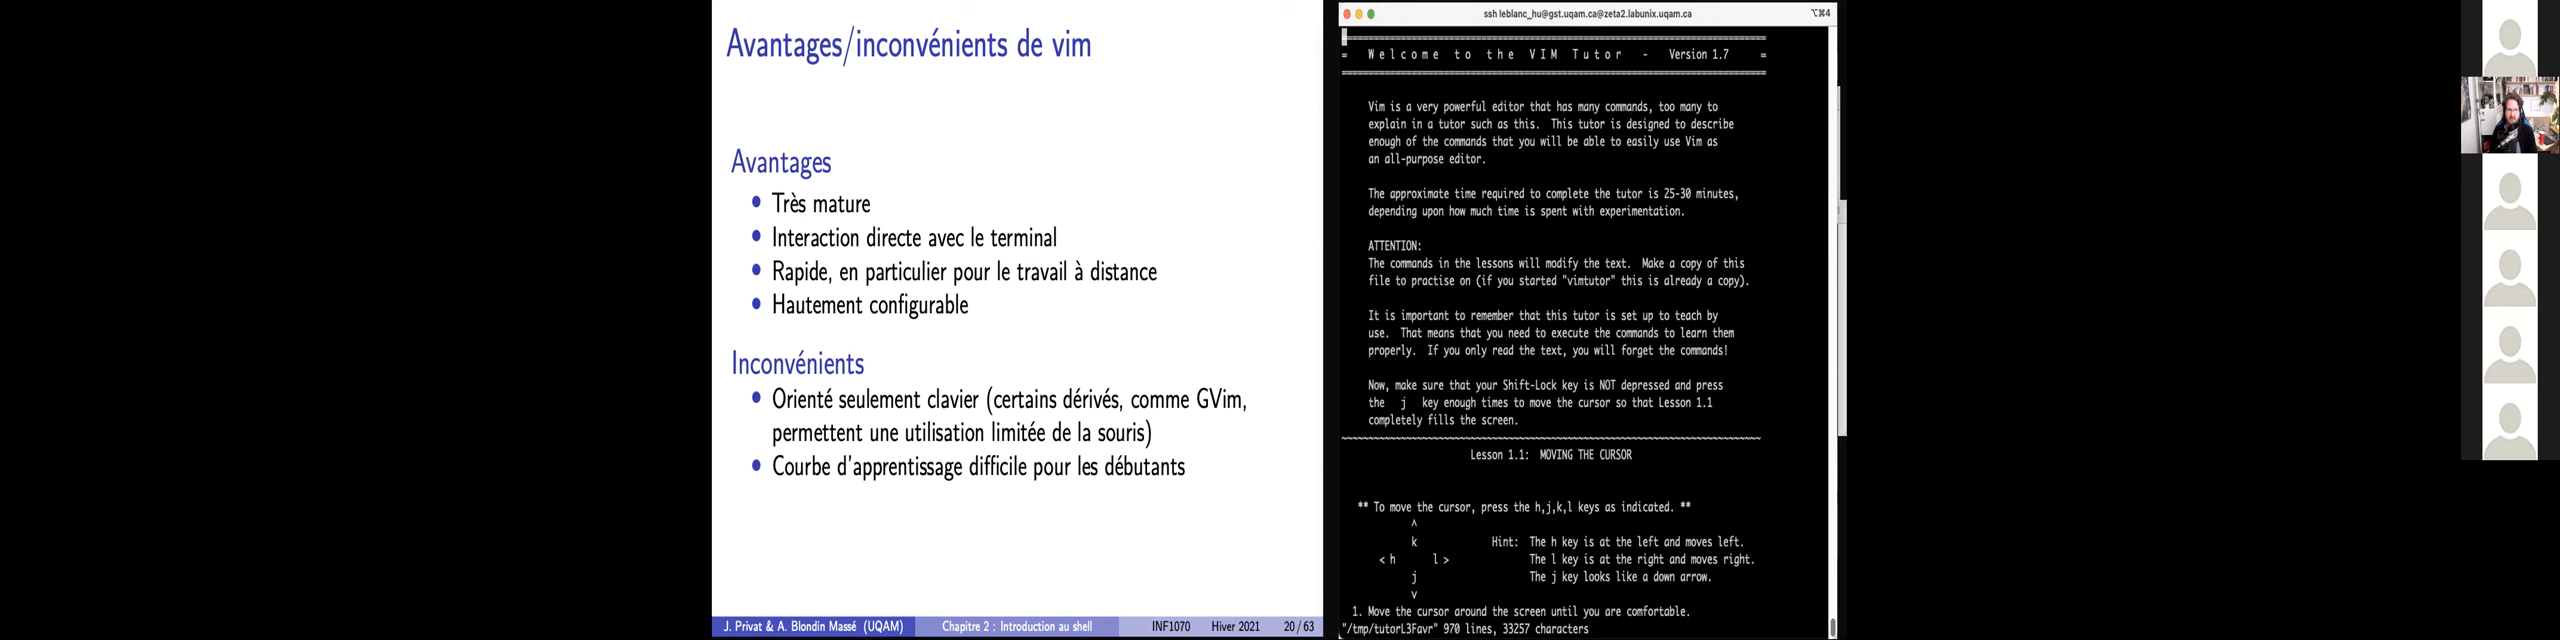 Avantages/inconvénients de vim
Avantages
• Très mature
• Interaction directe avec le terminal
• Rapide, en particulier pour le travail à distance
• Hautement configurable
Inconvénients
• Orienté seulement clavier (certains dérivés, comme GVim,
permettent une utilisation limitée de la souris)
• Courbe d'apprentissage difficile pour les débutants
J. Privat & A. Blondin Massé (UQAM) Chapitre 2 : Introduction au shell INF1070 Hiver 2021 20 / 63
ssh leblanc_hu@gst.uqam.ca@zeta2.labunix.uqam.ca ⌥⌘4
===============================================================================
= W e l c o m e t o t h e V I M T u t o r - Version 1.7 =
===============================================================================
Vim is a very powerful editor that has many commands, too many to
explain in a tutor such as this. This tutor is designed to describe
enough of the commands that you will be able to easily use Vim as
an all-purpose editor.
The approximate time required to complete the tutor is 25-30 minutes,
depending upon how much time is spent with experimentation.
ATTENTION:
The commands in the lessons will modify the text. Make a copy of this
file to practise on (if you started "vimtutor" this is already a copy).
It is important to remember that this tutor is set up to teach by
use. That means that you need to execute the commands to learn them
properly. If you only read the text, you will forget the commands!
Now, make sure that your Shift-Lock key is NOT depressed and press
the j key enough times to move the cursor so that Lesson 1.1
completely fills the screen.
~~~~~~~~~~~~~~~~~~~~~~~~~~~~~~~~~~~~~~~~~~~~~~~~~~~~~~~~~~~~~~~~~~~~~~~~~~~~~~~
Lesson 1.1: MOVING THE CURSOR
** To move the cursor, press the h,j,k,l keys as indicated. **
^
k Hint: The h key is at the left and moves left.
< h l > The l key is at the right and moves right.
j The j key looks like a down arrow.
v
1. Move the cursor around the screen until you are comfortable.
"/tmp/tutorL3Favr" 970 lines, 33257 characters